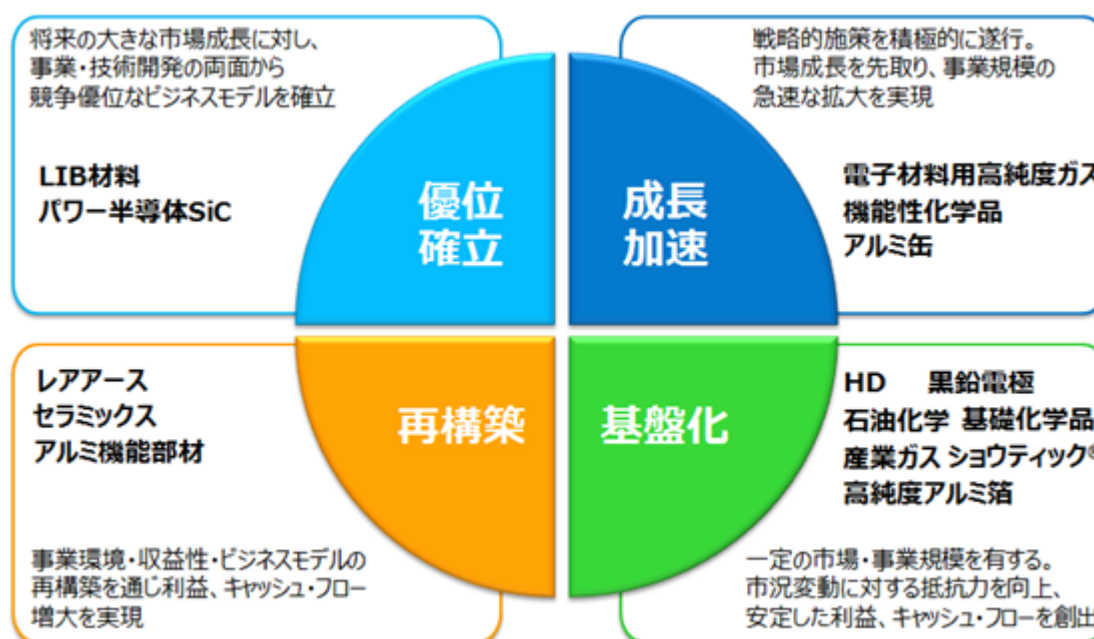 将来の大きな市場成長に対し、
事業・技術開発の両面から
競争優位なビジネスモデルを確立
LIB材料
パワー半導体SiC
優位
確立
戦略的施策を積極的に遂行。
市場成長を先取り、事業規模の
急速な拡大を実現
成長
加速
電子材料用高純度ガス
機能性化学品
アルミ缶
レアアース
セラミックス
アルミ機能部材
再構築
事業環境・収益性・ビジネスモデルの
再構築を通じ利益、キャッシュ・フロー
増大を実現
基盤化
HD 黒鉛電極
石油化学 基礎化学品
産業ガス ショウティック®
高純度アルミ箔
一定の市場・事業規模を有する。
市況変動に対する抵抗力を向上、
安定した利益、キャッシュ・フローを創出